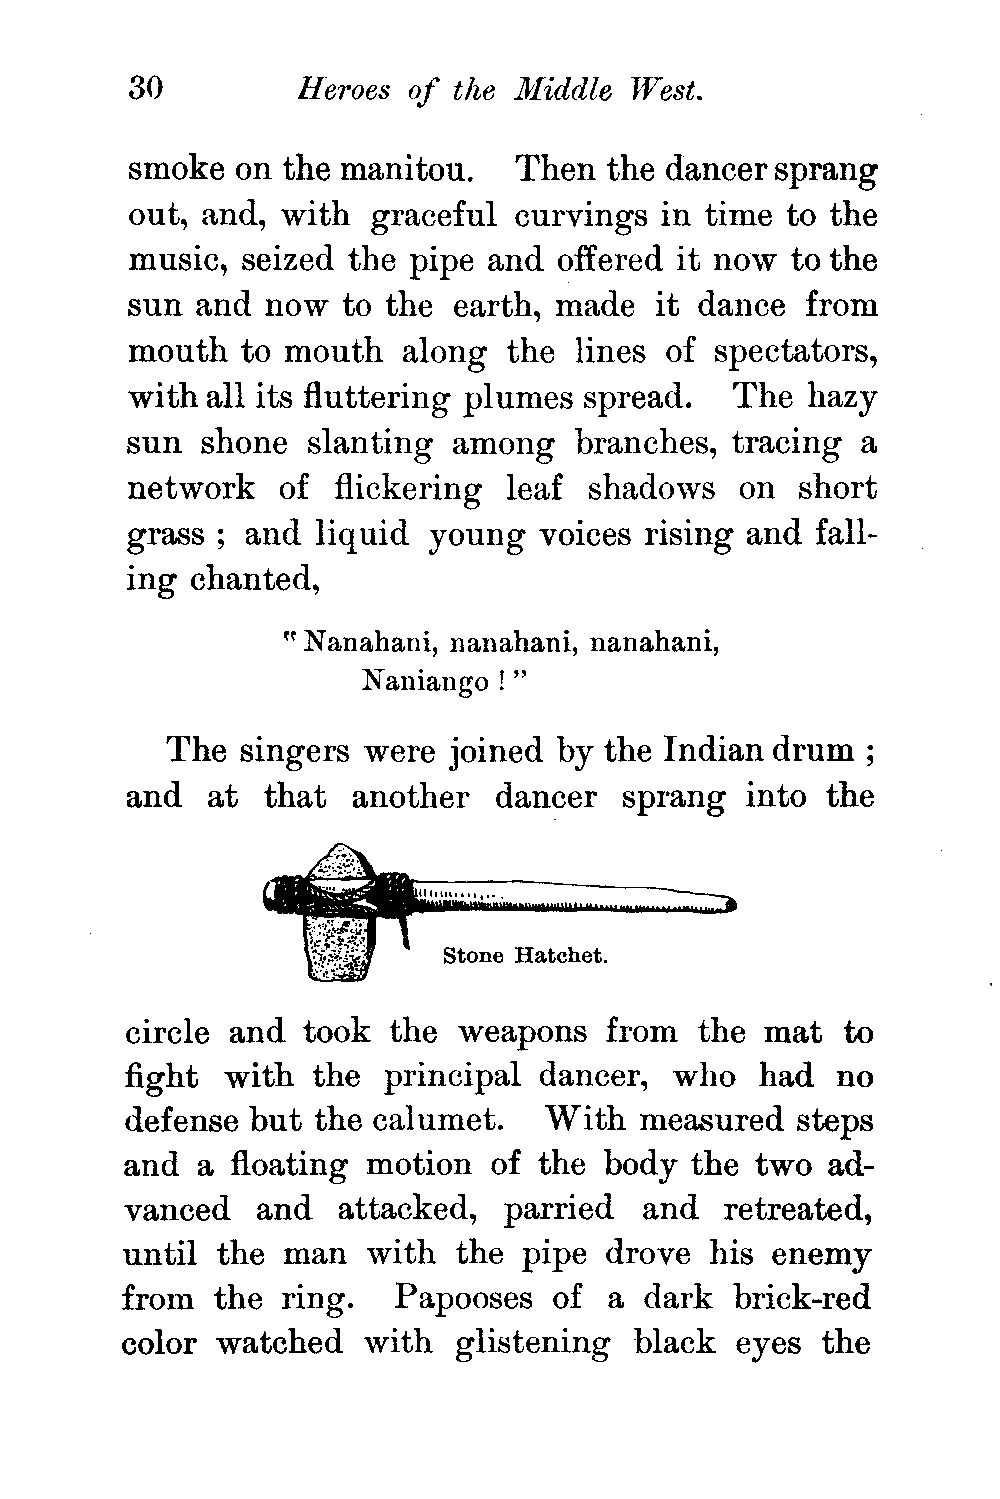 30 Heroes of the Middle West.
smoke on the manitou. Then the dancer sprang
out, and, with graceful curvings in time to the
music, seized the pipe and offered it now to the
sun and now to the earth, made it dance from
mouth to mouth along the lines of spectators,
with all its fluttering plumes spread. The hazy
sun shone slanting among branches, tracing a
network of flickering leaf shadows on short
grass ; and liquid young voices rising and fall-
ing chanted,
" Nanahani, nanahani, nanahani,
Naniango ! ”
The singers were joined by the Indian drum ;
and at that another dancer sprang into the
Stone Hatchet.
circle and took the weapons from the mat to
fight with the principal dancer, who had no
defense but the calumet. With measured steps
and a floating motion of the body the two ad-
vanced and attacked, parried and retreated,
until the man with the pipe drove his enemy
from the ring. Papooses of a dark brick-red
color watched with glistening black eyes the